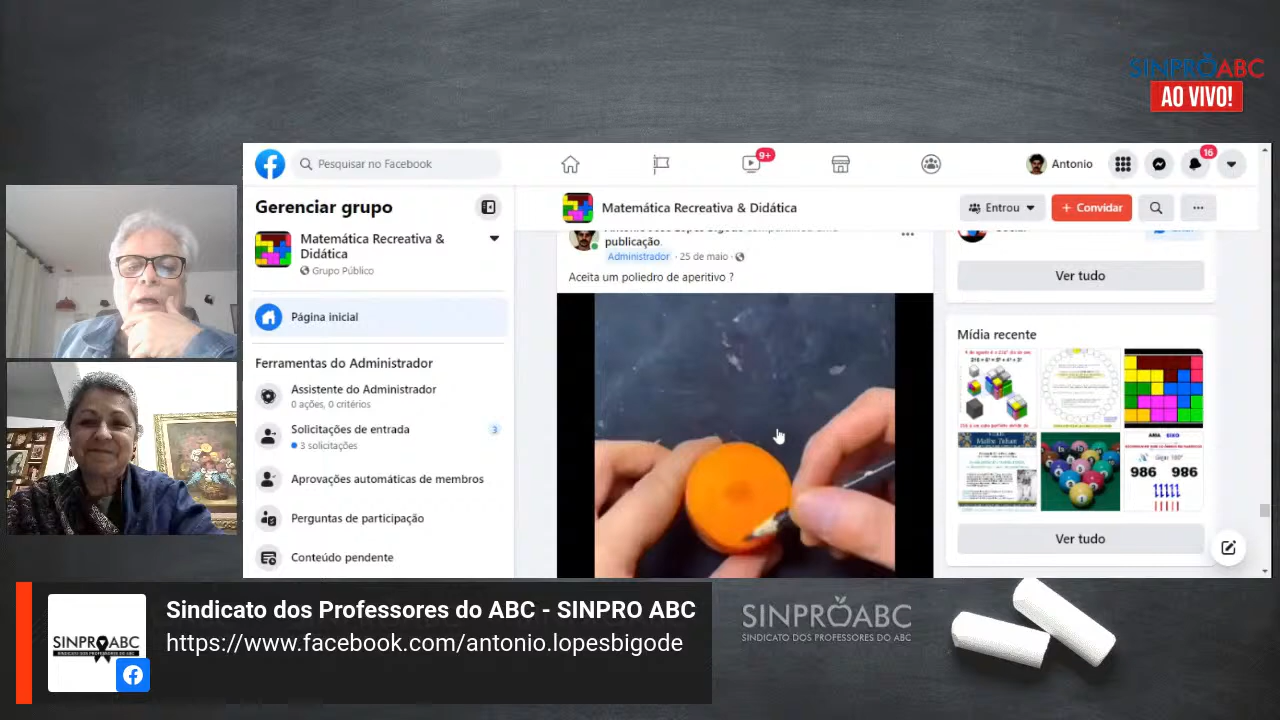 SINPROABC
AO VIVO!
Pesquisar no Facebook
9+
Antonio
16
Gerenciar grupo
Matemática Recreativa & Didática
Entrou
+ Convidar
Matemática Recreativa &
Didática
Grupo Público
publicação.
Administrador · 25 de maio ·
Aceita um poliedro de aperitivo ?
Ver tudo
Página inicial
Mídia recente
Ferramentas do Administrador
Assistente do Administrador
0 ações, 0 critérios
Solicitações de entrada
3
3 solicitações
Aprovações automáticas de membros
Perguntas de participação
Conteúdo pendente
986 986
Ver tudo
Sindicato dos Professores do ABC - SINPRO ABC
https://www.facebook.com/antonio.lopesbigode
SINPROABC
SINPROABC
SINDICATO DOS PROFESSORES DO ABC